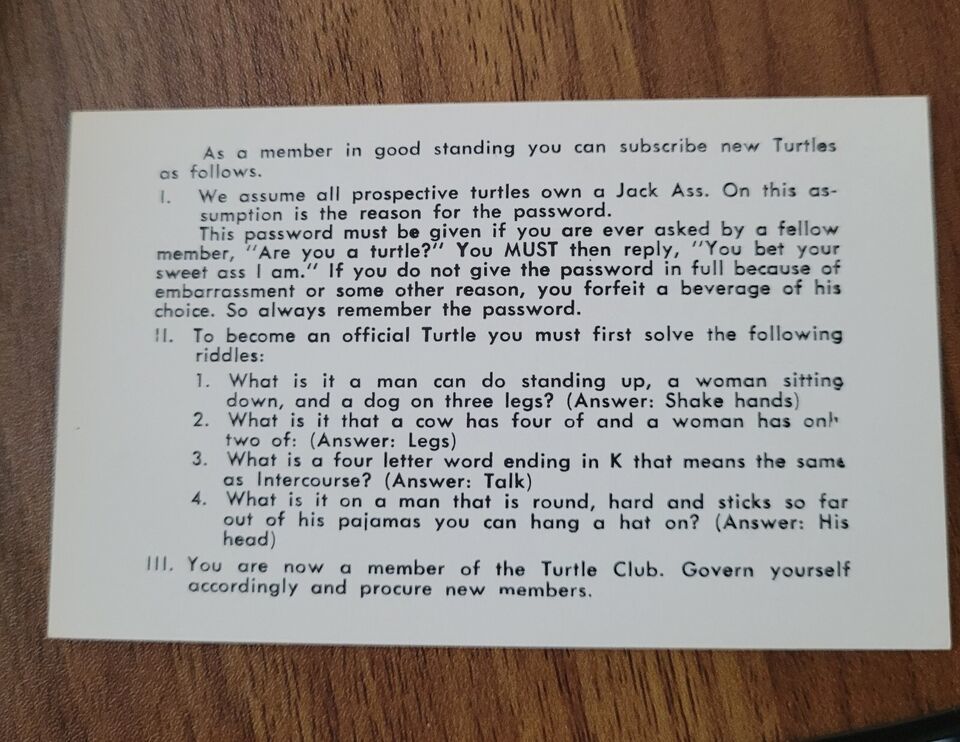 As a member in good standing you can subscribe new Turtles
as follows.
I. We assume all prospective turtles own a Jack Ass. On this as-
sumption is the reason for the password.
This password must be given if you are ever asked by a fellow
member, "Are you a turtle?" You MUST then reply, "You bet your
sweet ass I am." If you do not give the password in full because of
embarrassment or some other reason, you forfeit a beverage of his
choice. So always remember the password.
II. To become an official Turtle you must first solve the following
riddles:
1. What is it a man can do standing up, a woman sitting
down, and a dog on three legs? (Answer: Shake hands)
2. What is it that a cow has four of and a woman has only
two of: (Answer: Legs)
3. What is a four letter word ending in K that means the same
as Intercourse? (Answer: Talk)
4. What is it on a man that is round, hard and sticks so far
out of his pajamas you can hang a hat on? (Answer: His
head)
III. You are now a member of the Turtle Club. Govern yourself
accordingly and procure new members.